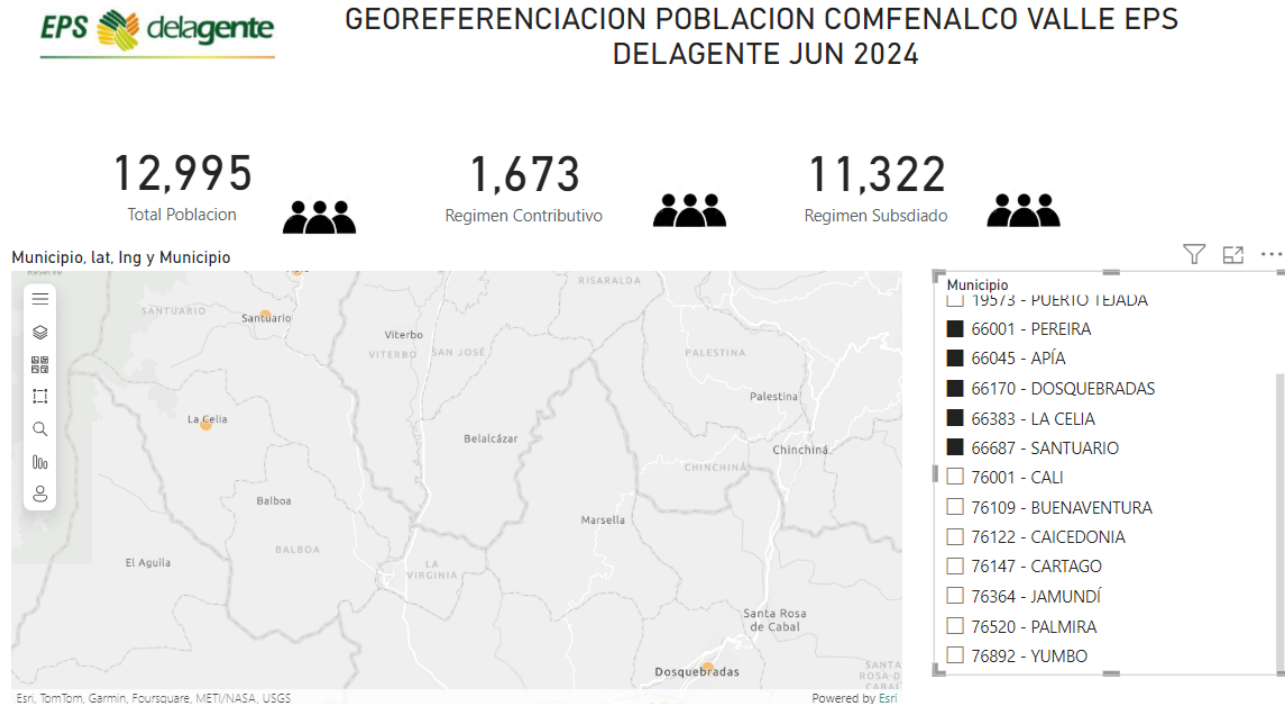 EPS delagente
GEOREFERENCIACION POBLACION COMFENALCO VALLE EPS
DELAGENTE JUN 2024
12,995
Total Poblacion
1,673
Regimen Contributivo
11,322
Regimen Subsdiado
Municipio, lat, lng y Municipio
RISARALDA
SANTUARIO
Santuario
Viterbo
VITERBO
SAN JOSÉ
PALESTINA
Palestina
La Celia
Belalcázar
Chinchiná
CHINCHINÁ
Balboa
Marsella
BALBOA
El Aguila
LA
VIRGINIA
Santa Rosa
de Cabal
Dosquebradas
SANTA
ROSA D
CABAL
Esri, TomTom, Garmin, Foursquare, METI/NASA, USGS
Powered by Esri
Municipio
19573 - PUERTO TEJADA
66001 - PEREIRA
66045 - APÍA
66170 - DOSQUEBRADAS
66383 - LA CELIA
66687 - SANTUARIO
76001 - CALI
76109 - BUENAVENTURA
76122 - CAICEDONIA
76147 - CARTAGO
76364 - JAMUNDÍ
76520 - PALMIRA
76892 - YUMBO